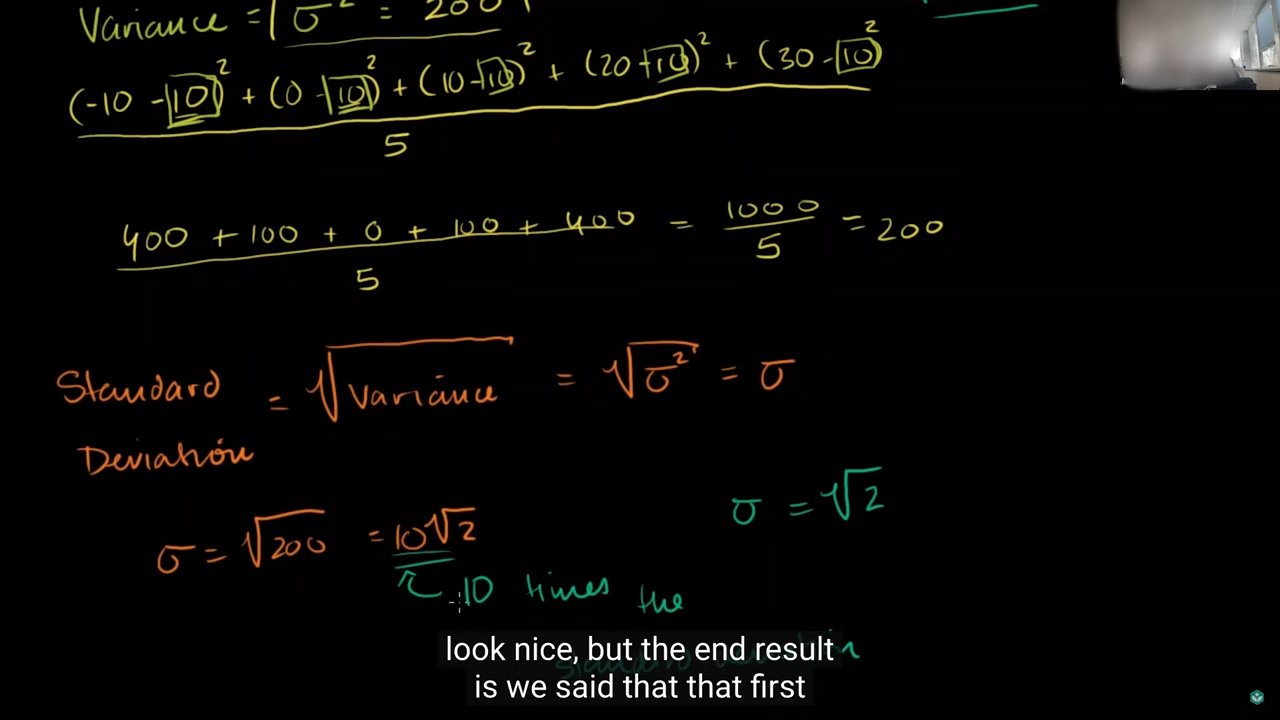 Variance = σ² = 200
(-10 - 10)² + (0 - 10)² + (10 - 10)² + (20 - 10)² + (30 - 10)²
5
400 + 100 + 0 + 100 + 400 = 1000 = 200
5 5
Standard = √Variance = √σ² = σ
Deviation
σ = √200 = 10√2
σ = √2
10 times the
look nice, but the end result
is we said that that first